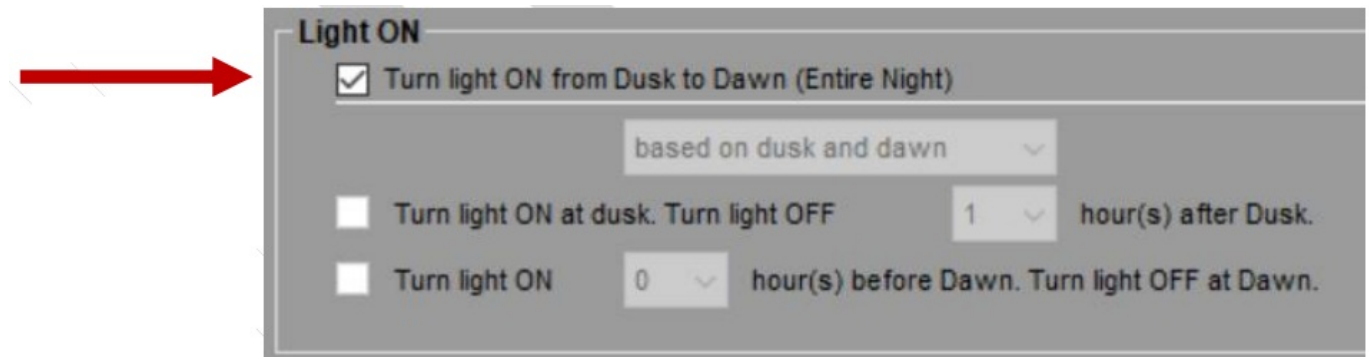 Light ON
Turn light ON from Dusk to Dawn (Entire Night)
based on dusk and dawn
Turn light ON at dusk. Turn light OFF 1 hour(s) after Dusk.
Turn light ON 0 hour(s) before Dawn. Turn light OFF at Dawn.